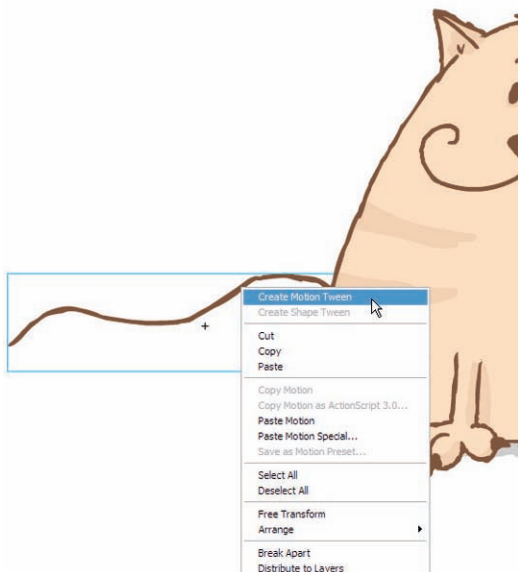 Create Motion Tween
Create Shape Tween
Cut
Copy
Paste
Copy Motion
Copy Motion as ActionScript 3.0...
Paste Motion
Paste Motion Special...
Save as Motion Preset...
Select All
Deselect All
Free Transform
Arrange
Break Apart
Distribute to Layers